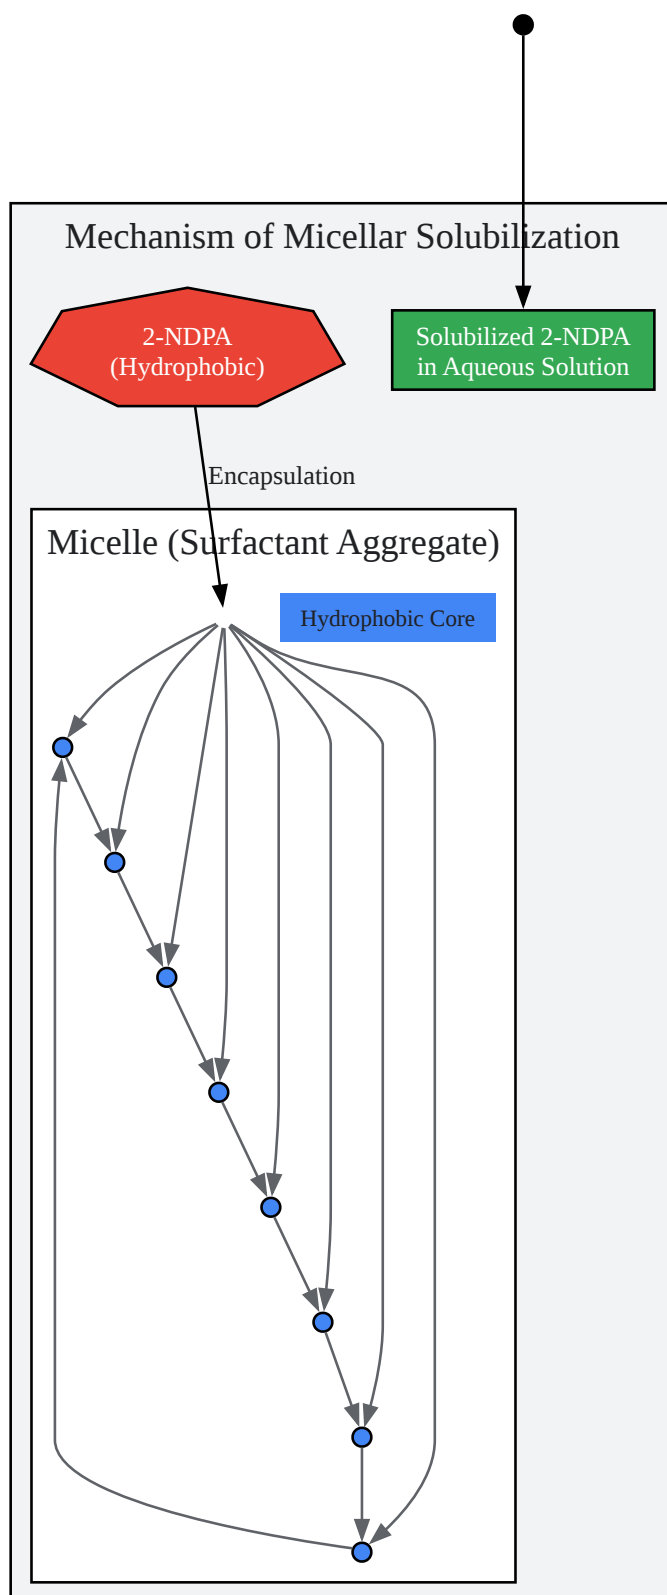 Mechanism of Micellar Solubilization
2-NDPA
(Hydrophobic)
Solubilized 2-NDPA
in Aqueous Solution
Encapsulation
Micelle (Surfactant Aggregate)
Hydrophobic Core